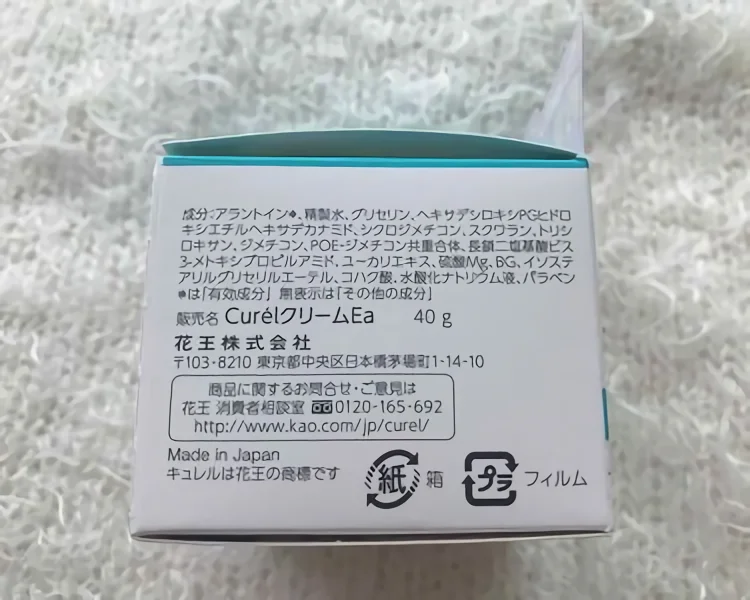 成分:アラントイン*、精製水、グリセリン、ヘキサデシロキシPGヒドロ
キシエチルヘキサデカナミド、シクロジメチコン、スクワラン、トリシ
ロキサン、ジメチコン、POE-ジメチコン共重合体、長鎖二塩基酸ビス
3-メトキシプロピルアミド、ユーカリエキス、硫酸Mg、BG、イソステ
アリルグリセリルエーテル、コハク酸、水酸化ナトリウム液、パラベン
*は「有効成分」 無表示は「その他の成分」
販売名 CurélクリームEa 40 g
花王株式会社
〒103-8210 東京都中央区日本橋茅場町1-14-10
商品に関するお問合せ・ご意見は
花王 消費者相談室 0120-165-692
http://www.kao.com/jp/curel/
Made in Japan
キュレルは花王の商標です
紙 箱 プラ フィルム